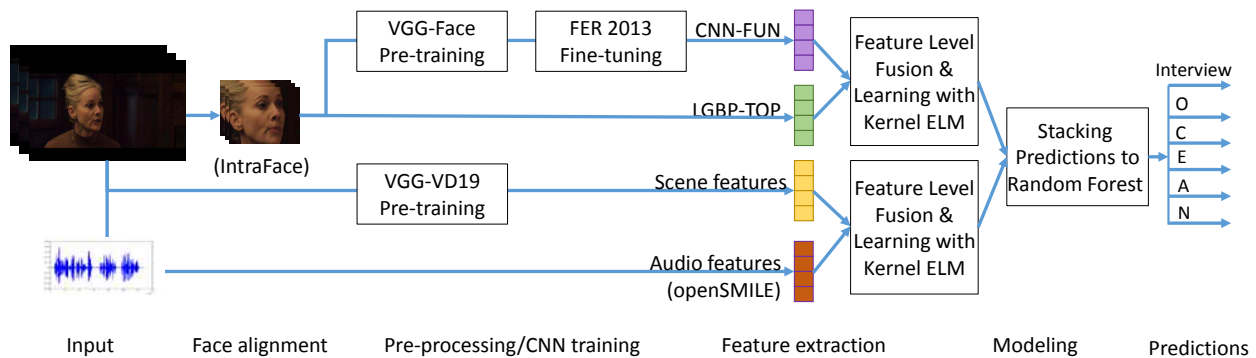 VGG-Face
Pre-training
FER 2013
Fine-tuning
CNN-FUN
LGBP-TOP
(IntraFace)
VGG-VD19
Pre-training
Scene features
Audio features
(openSMILE)
Feature Level
Fusion &
Learning with
Kernel ELM
Feature Level
Fusion &
Learning with
Kernel ELM
Stacking
Predictions to
Random Forest
Interview
O
C
E
A
N
Input
Face alignment
Pre-processing/CNN training
Feature extraction
Modeling
Predictions